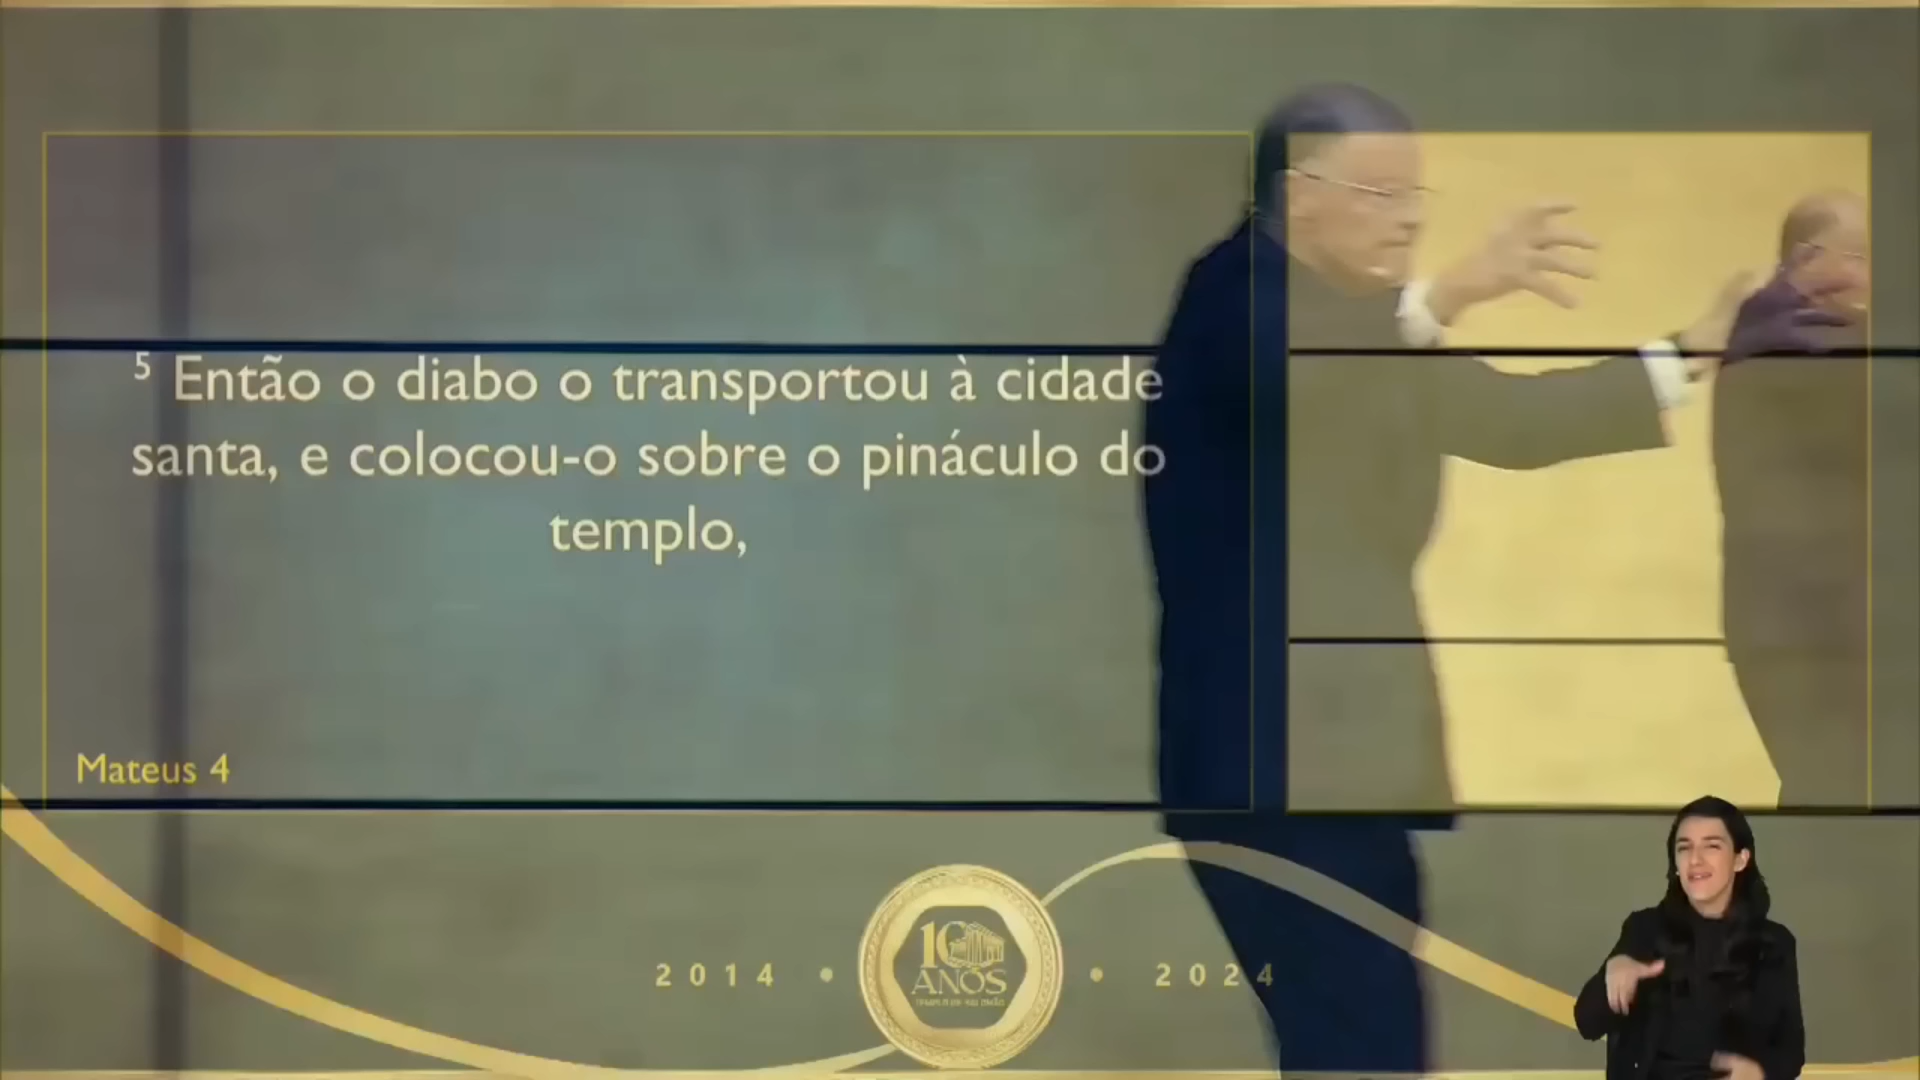 5 Então o diabo o transportou à cidade
santa, e colocou-o sobre o pináculo do
templo,
Mateus 4
2014 • 10 ANOS • 2024